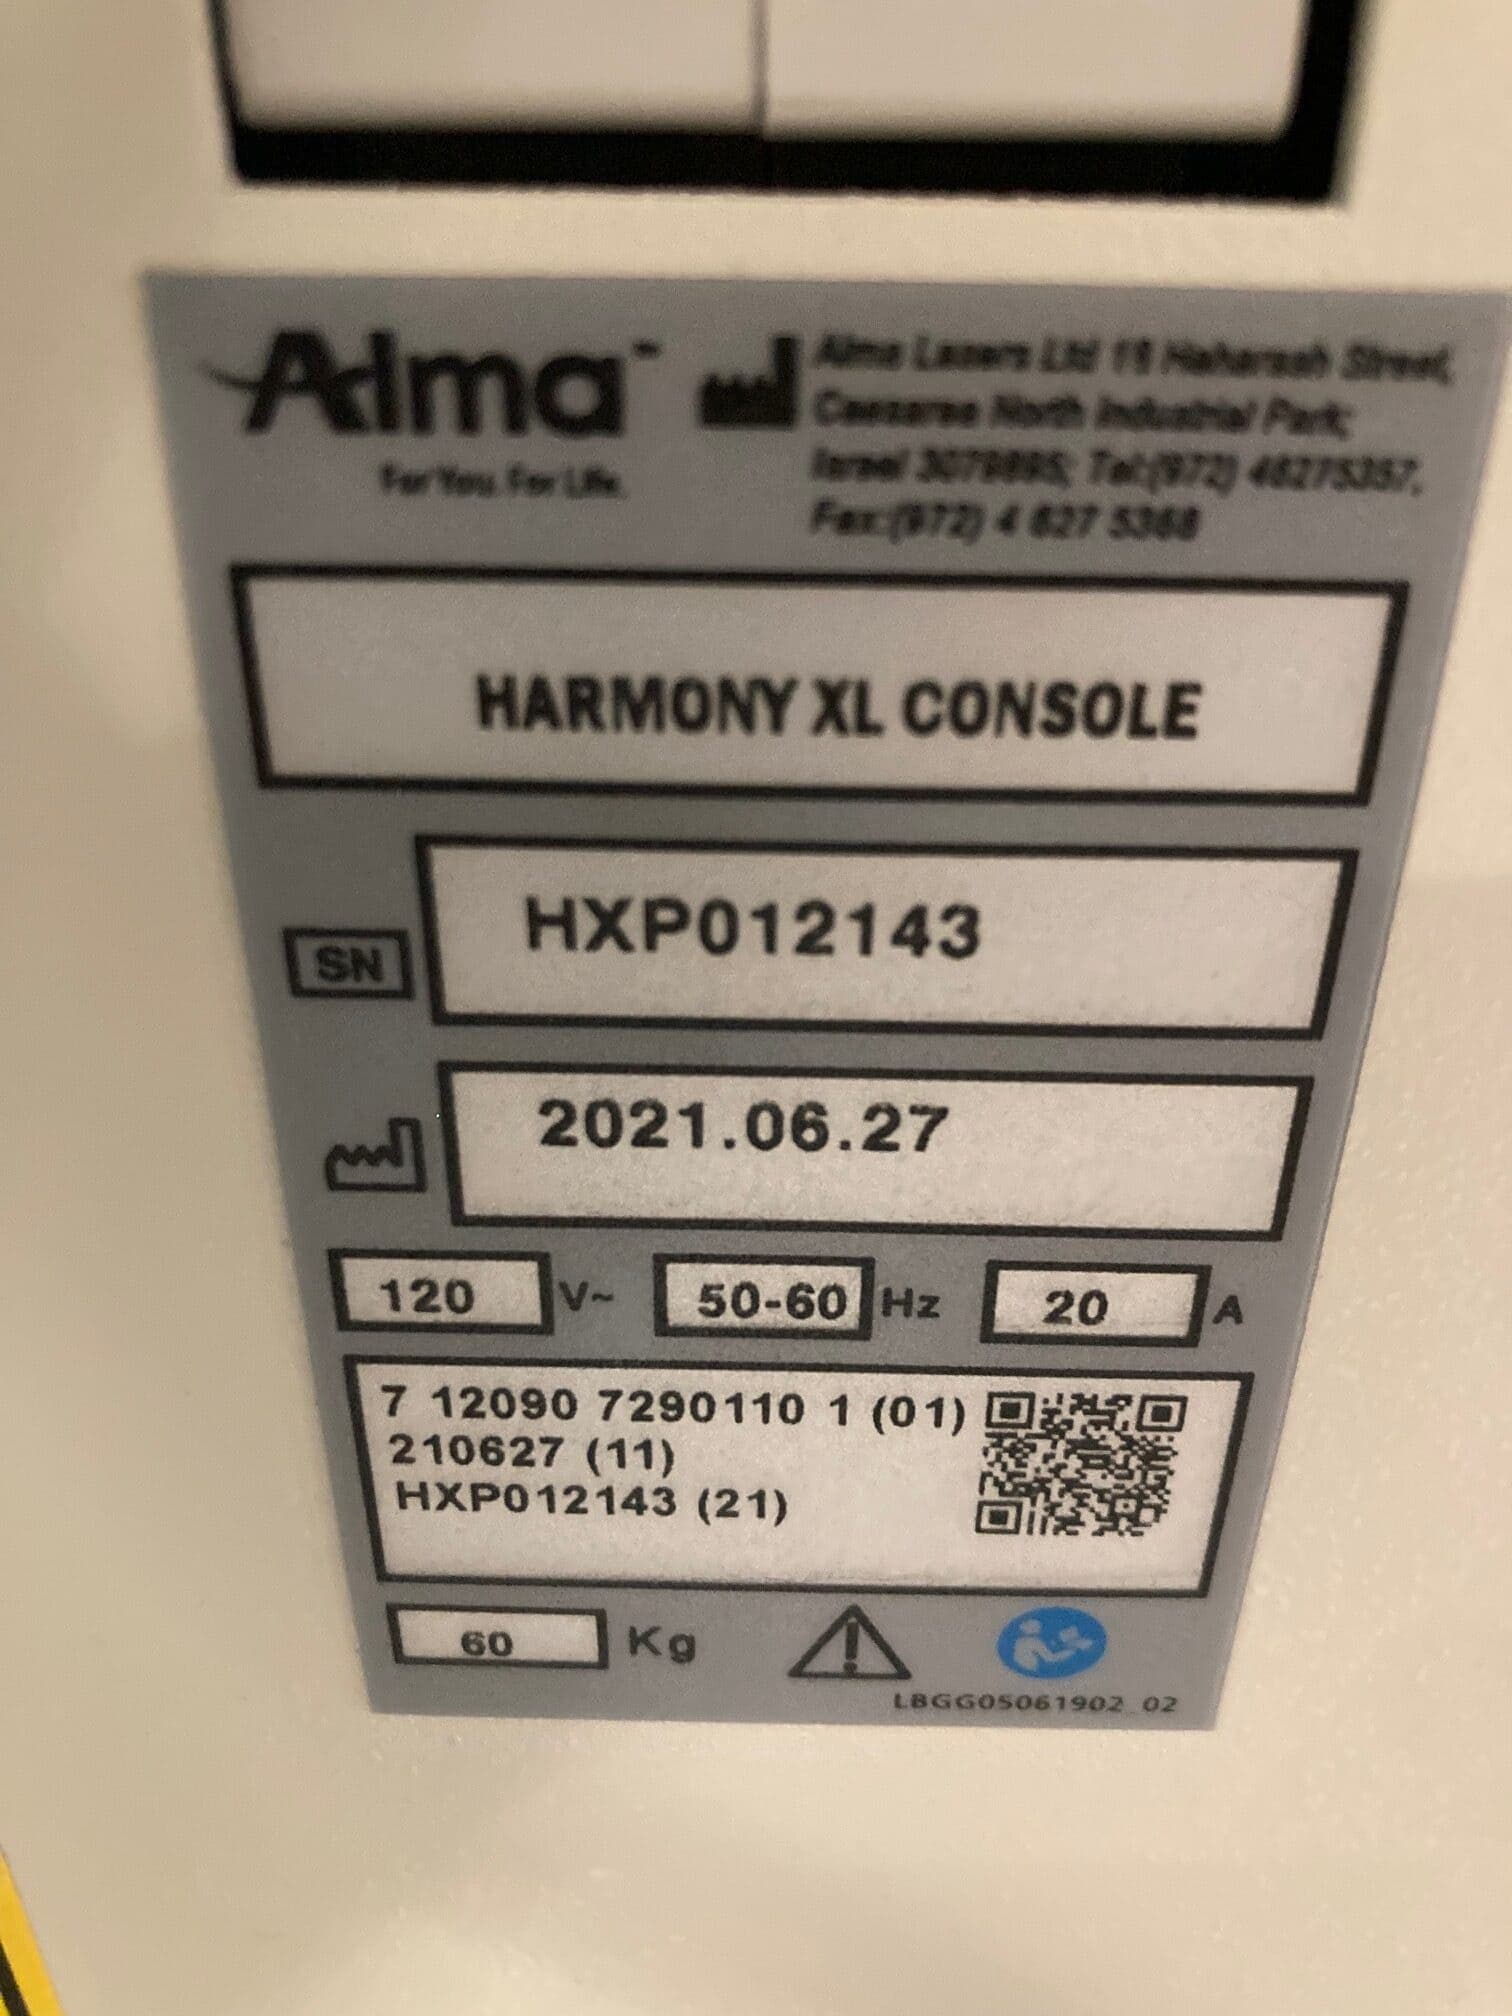 Alma™
For You. For Life.
Alma Lasers Ltd 15 Haharash Street,
Caesarea North Industrial Park;
Israel 3079895; Tel:(972) 46275357,
Fax:(972) 4 627 5368
HARMONY XL CONSOLE
SN
HXP012143
2021.06.27
120 V~ 50-60 Hz 20 A
7 12090 7290110 1 (01)
210627 (11)
HXP012143 (21)
60 Kg
LBGG05061902_02